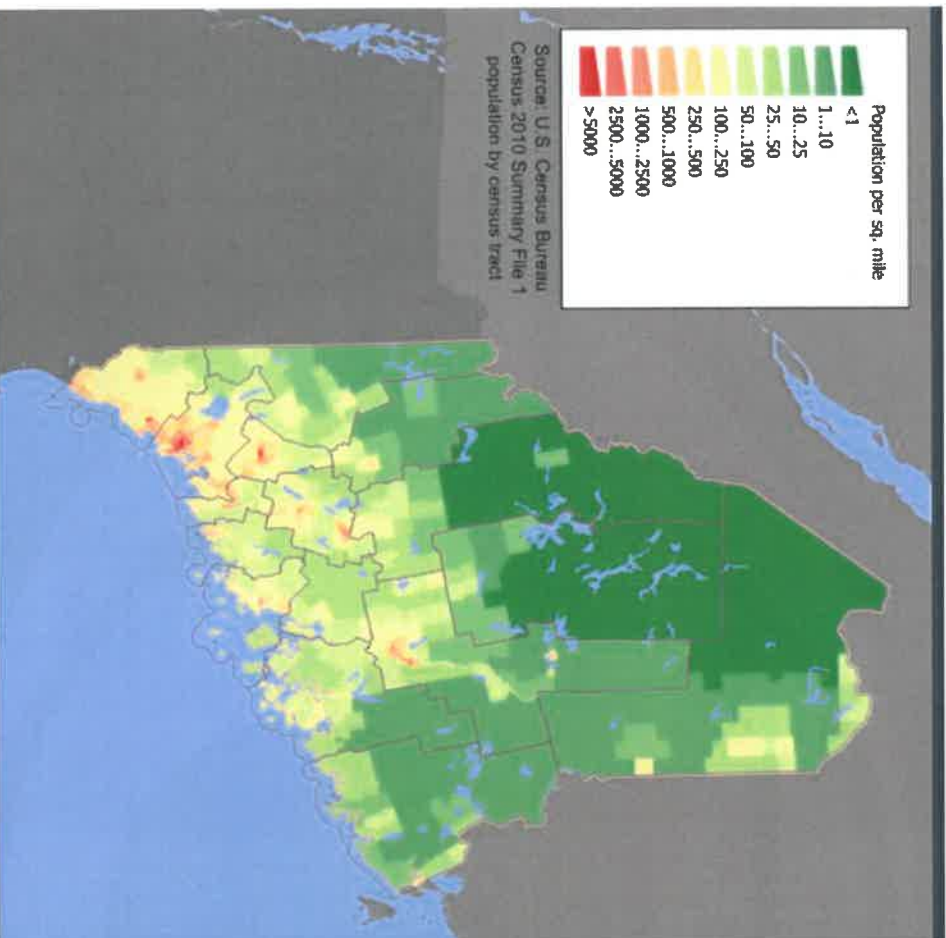 Population per sq. mile
<1
1...10
10...25
25...50
50...100
100...250
250...500
500...1000
1000...2500
2500...5000
>5000
Source: U.S. Census Bureau
Census 2010 Summary File 1
population by census tract